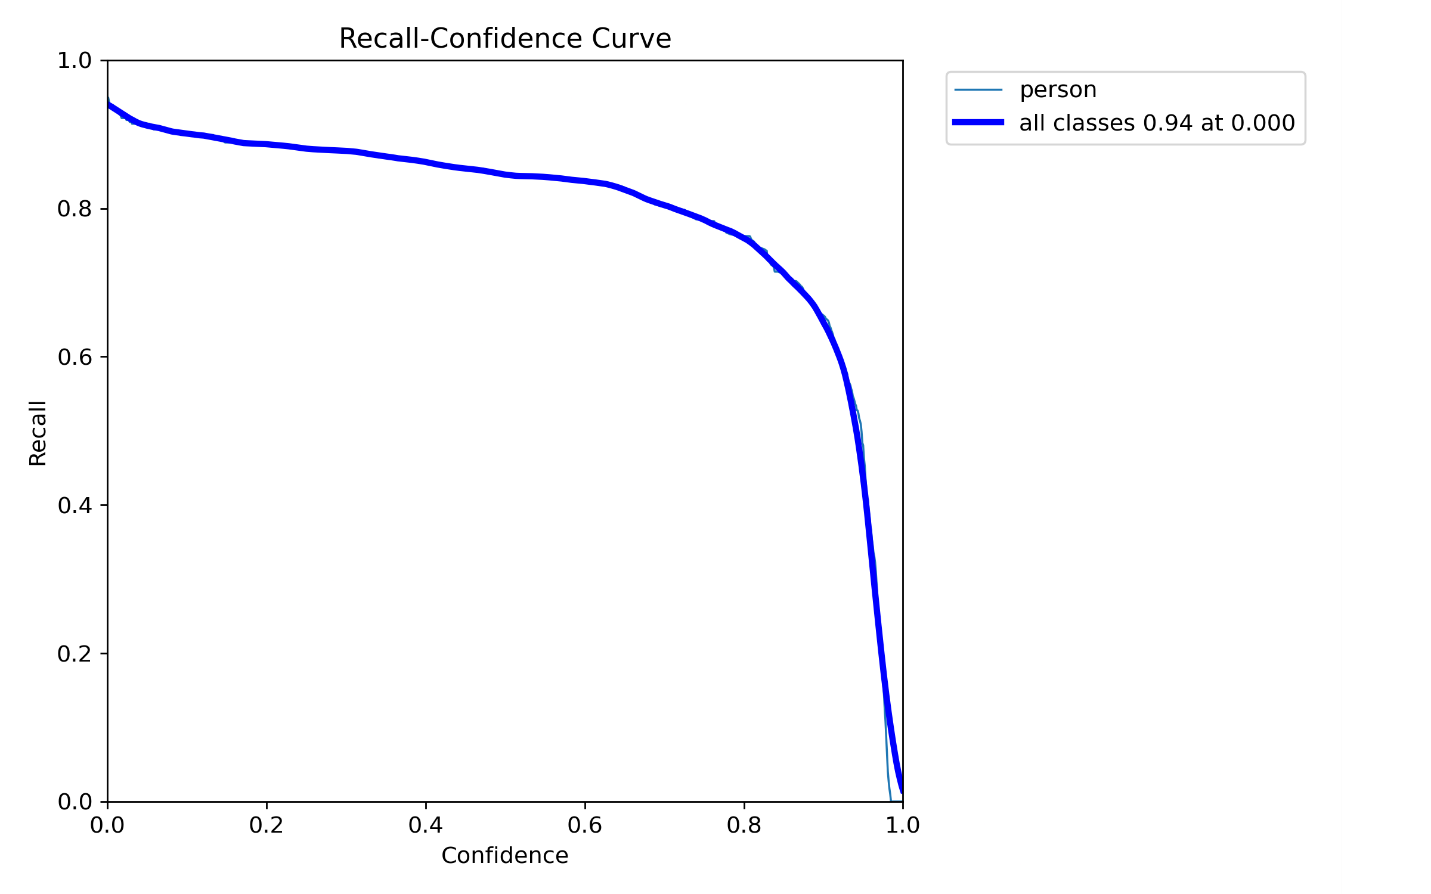 Recall-Confidence Curve
person
all classes 0.94 at 0.000
1.0
0.8
0.6
0.4
0.2
0.0
Recall
0.0 0.2 0.4 0.6 0.8 1.0
Confidence